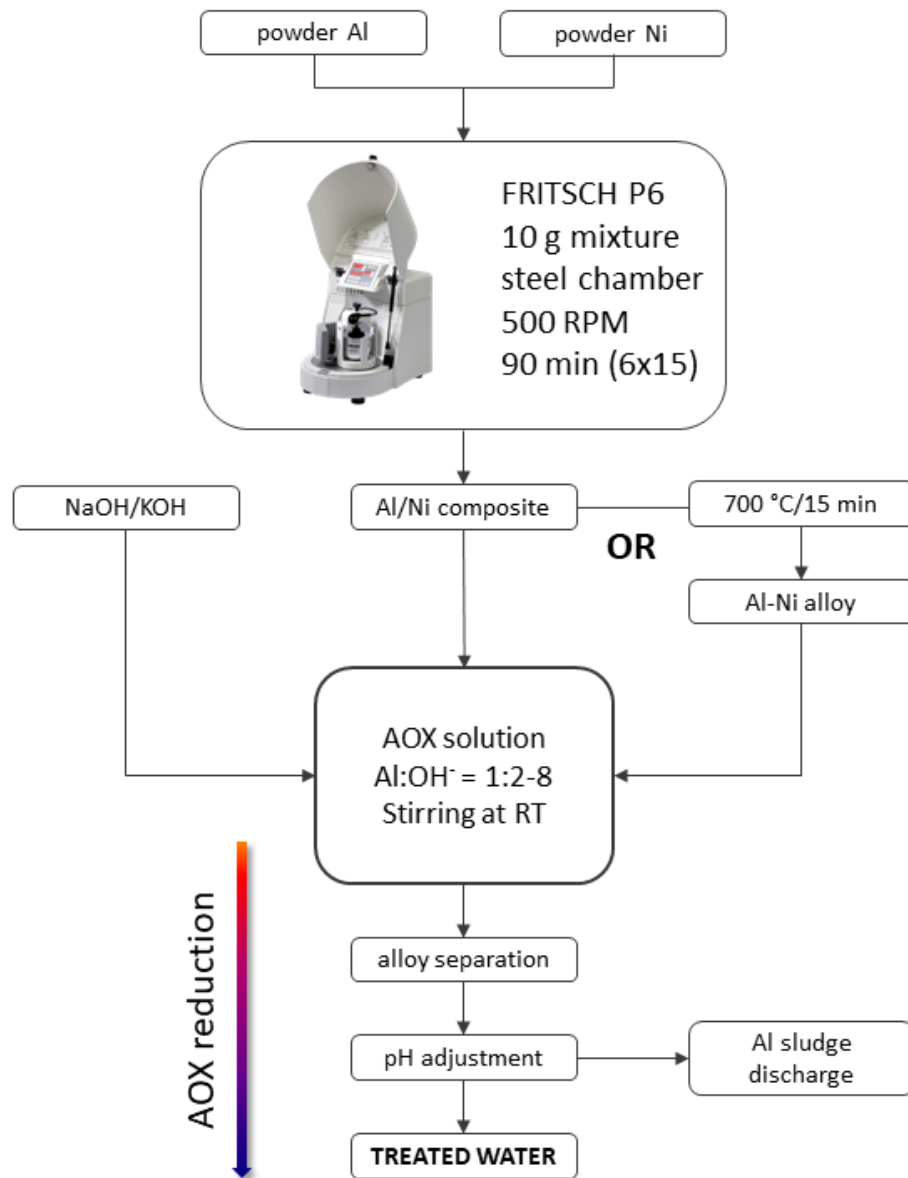 powder Al
powder Ni
FRITSCH P6
10 g mixture
steel chamber
500 RPM
90 min (6x15)
NaOH/KOH
Al/Ni composite
700 °C/15 min
OR
Al-Ni alloy
AOX solution
Al:OH⁻ = 1:2-8
Stirring at RT
AOX reduction
alloy separation
pH adjustment
Al sludge
discharge
TREATED WATER